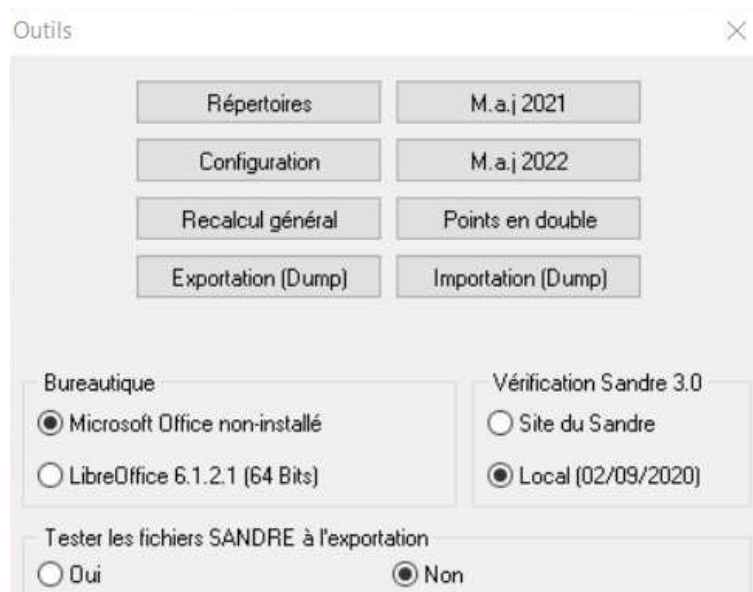 Outils
Répertoires M.a.j 2021
Configuration M.a.j 2022
Recalcul général Points en double
Exportation (Dump) Importation (Dump)
Bureautique Vérification Sandre 3.0
Microsoft Office non-installé Site du Sandre
LibreOffice 6.1.2.1 (64 Bits) Local (02/09/2020)
Tester les fichiers SANDRE à l'exportation
Oui Non